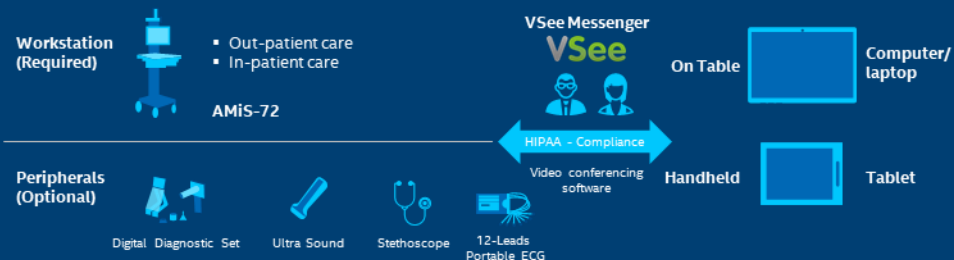 Workstation
(Required)
▪ Out-patient care
▪ In-patient care
AMiS-72
VSee Messenger
VSee
HIPAA - Compliance
Video conferencing
software
On Table
Computer/
laptop
Handheld
Tablet
Peripherals
(Optional)
Digital Diagnostic Set
Ultra Sound
Stethoscope
12-Leads
Portable ECG